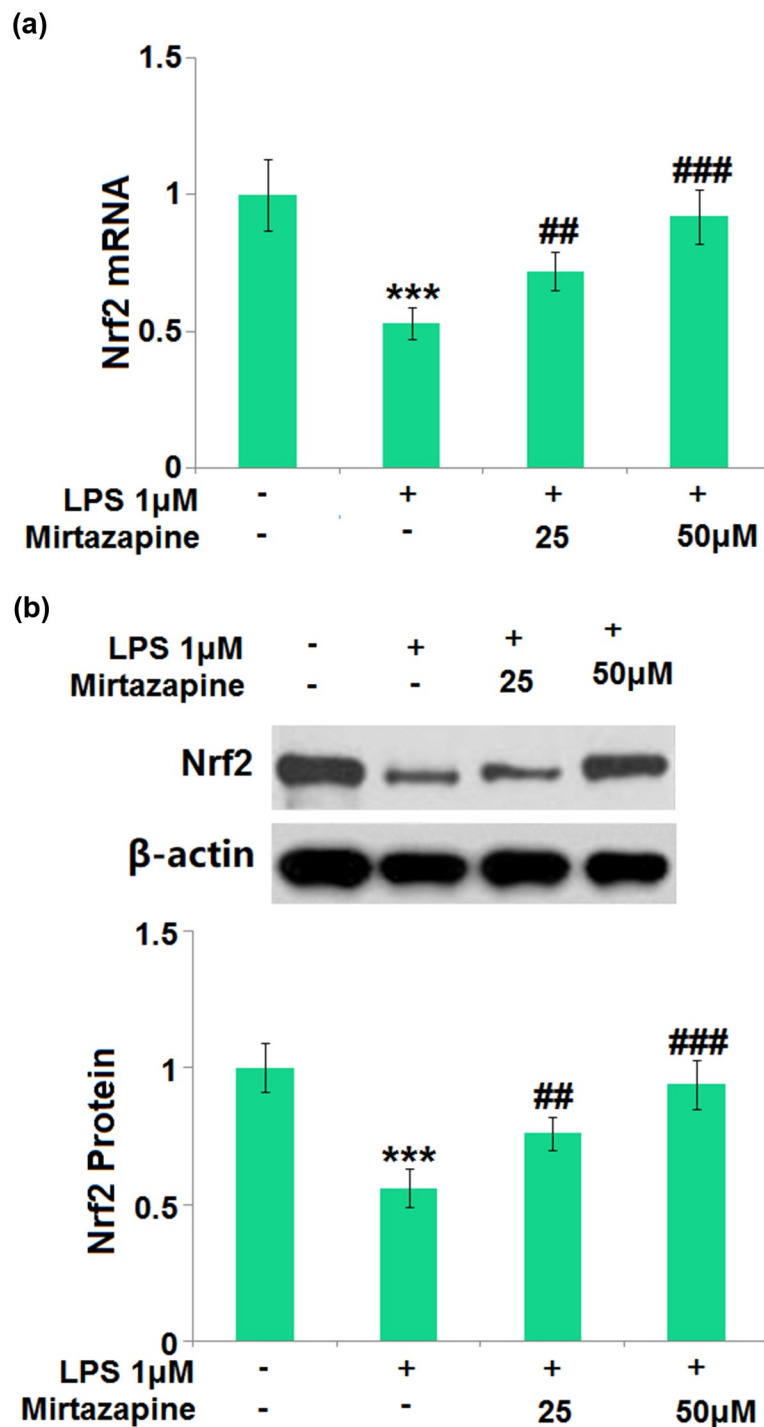 (a)
1.5
1
0.5
0
Nrf2 mRNA
***
##
###
LPS 1μM - + + +
Mirtazapine - - 25 50μM
(b)
LPS 1μM - + + +
Mirtazapine - - 25 50μM
Nrf2
β-actin
1.5
1
0.5
0
Nrf2 Protein
***
##
###
LPS 1μM - + + +
Mirtazapine - - 25 50μM